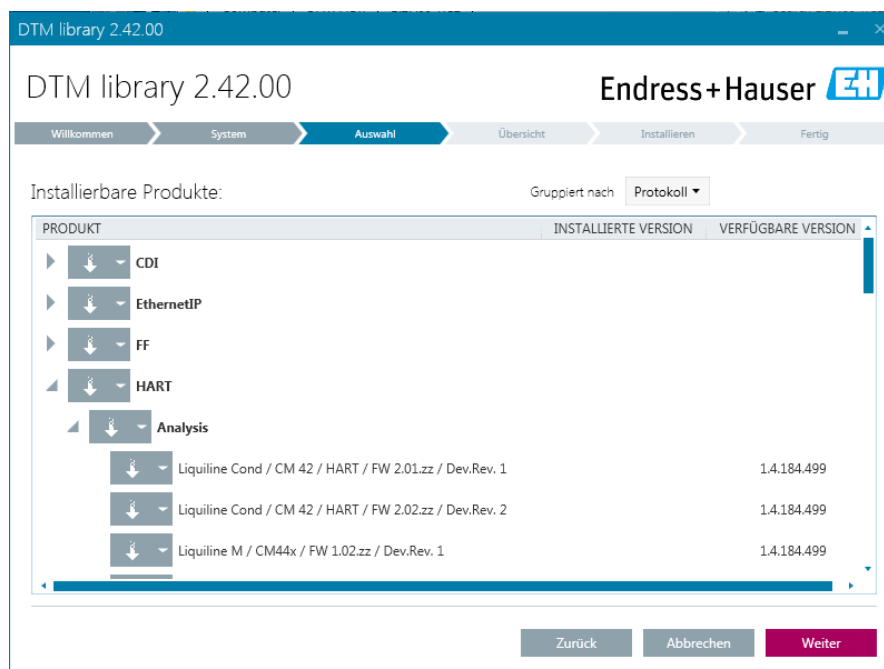 DTM library 2.42.00
DTM library 2.42.00
Endress+Hauser EH
Willkommen System Auswahl Übersicht Installieren Fertig
Installierbare Produkte: Gruppiert nach Protokoll
PRODUKT INSTALLIERTE VERSION VERFÜGBARE VERSION
CDI
EthernetIP
FF
HART
Analysis
Liquiline Cond / CM 42 / HART / FW 2.01.zz / Dev.Rev. 1 1.4.184.499
Liquiline Cond / CM 42 / HART / FW 2.02.zz / Dev.Rev. 2 1.4.184.499
Liquiline M / CM44x / FW 1.02.zz / Dev.Rev. 1 1.4.184.499
Zurück Abbrechen Weiter